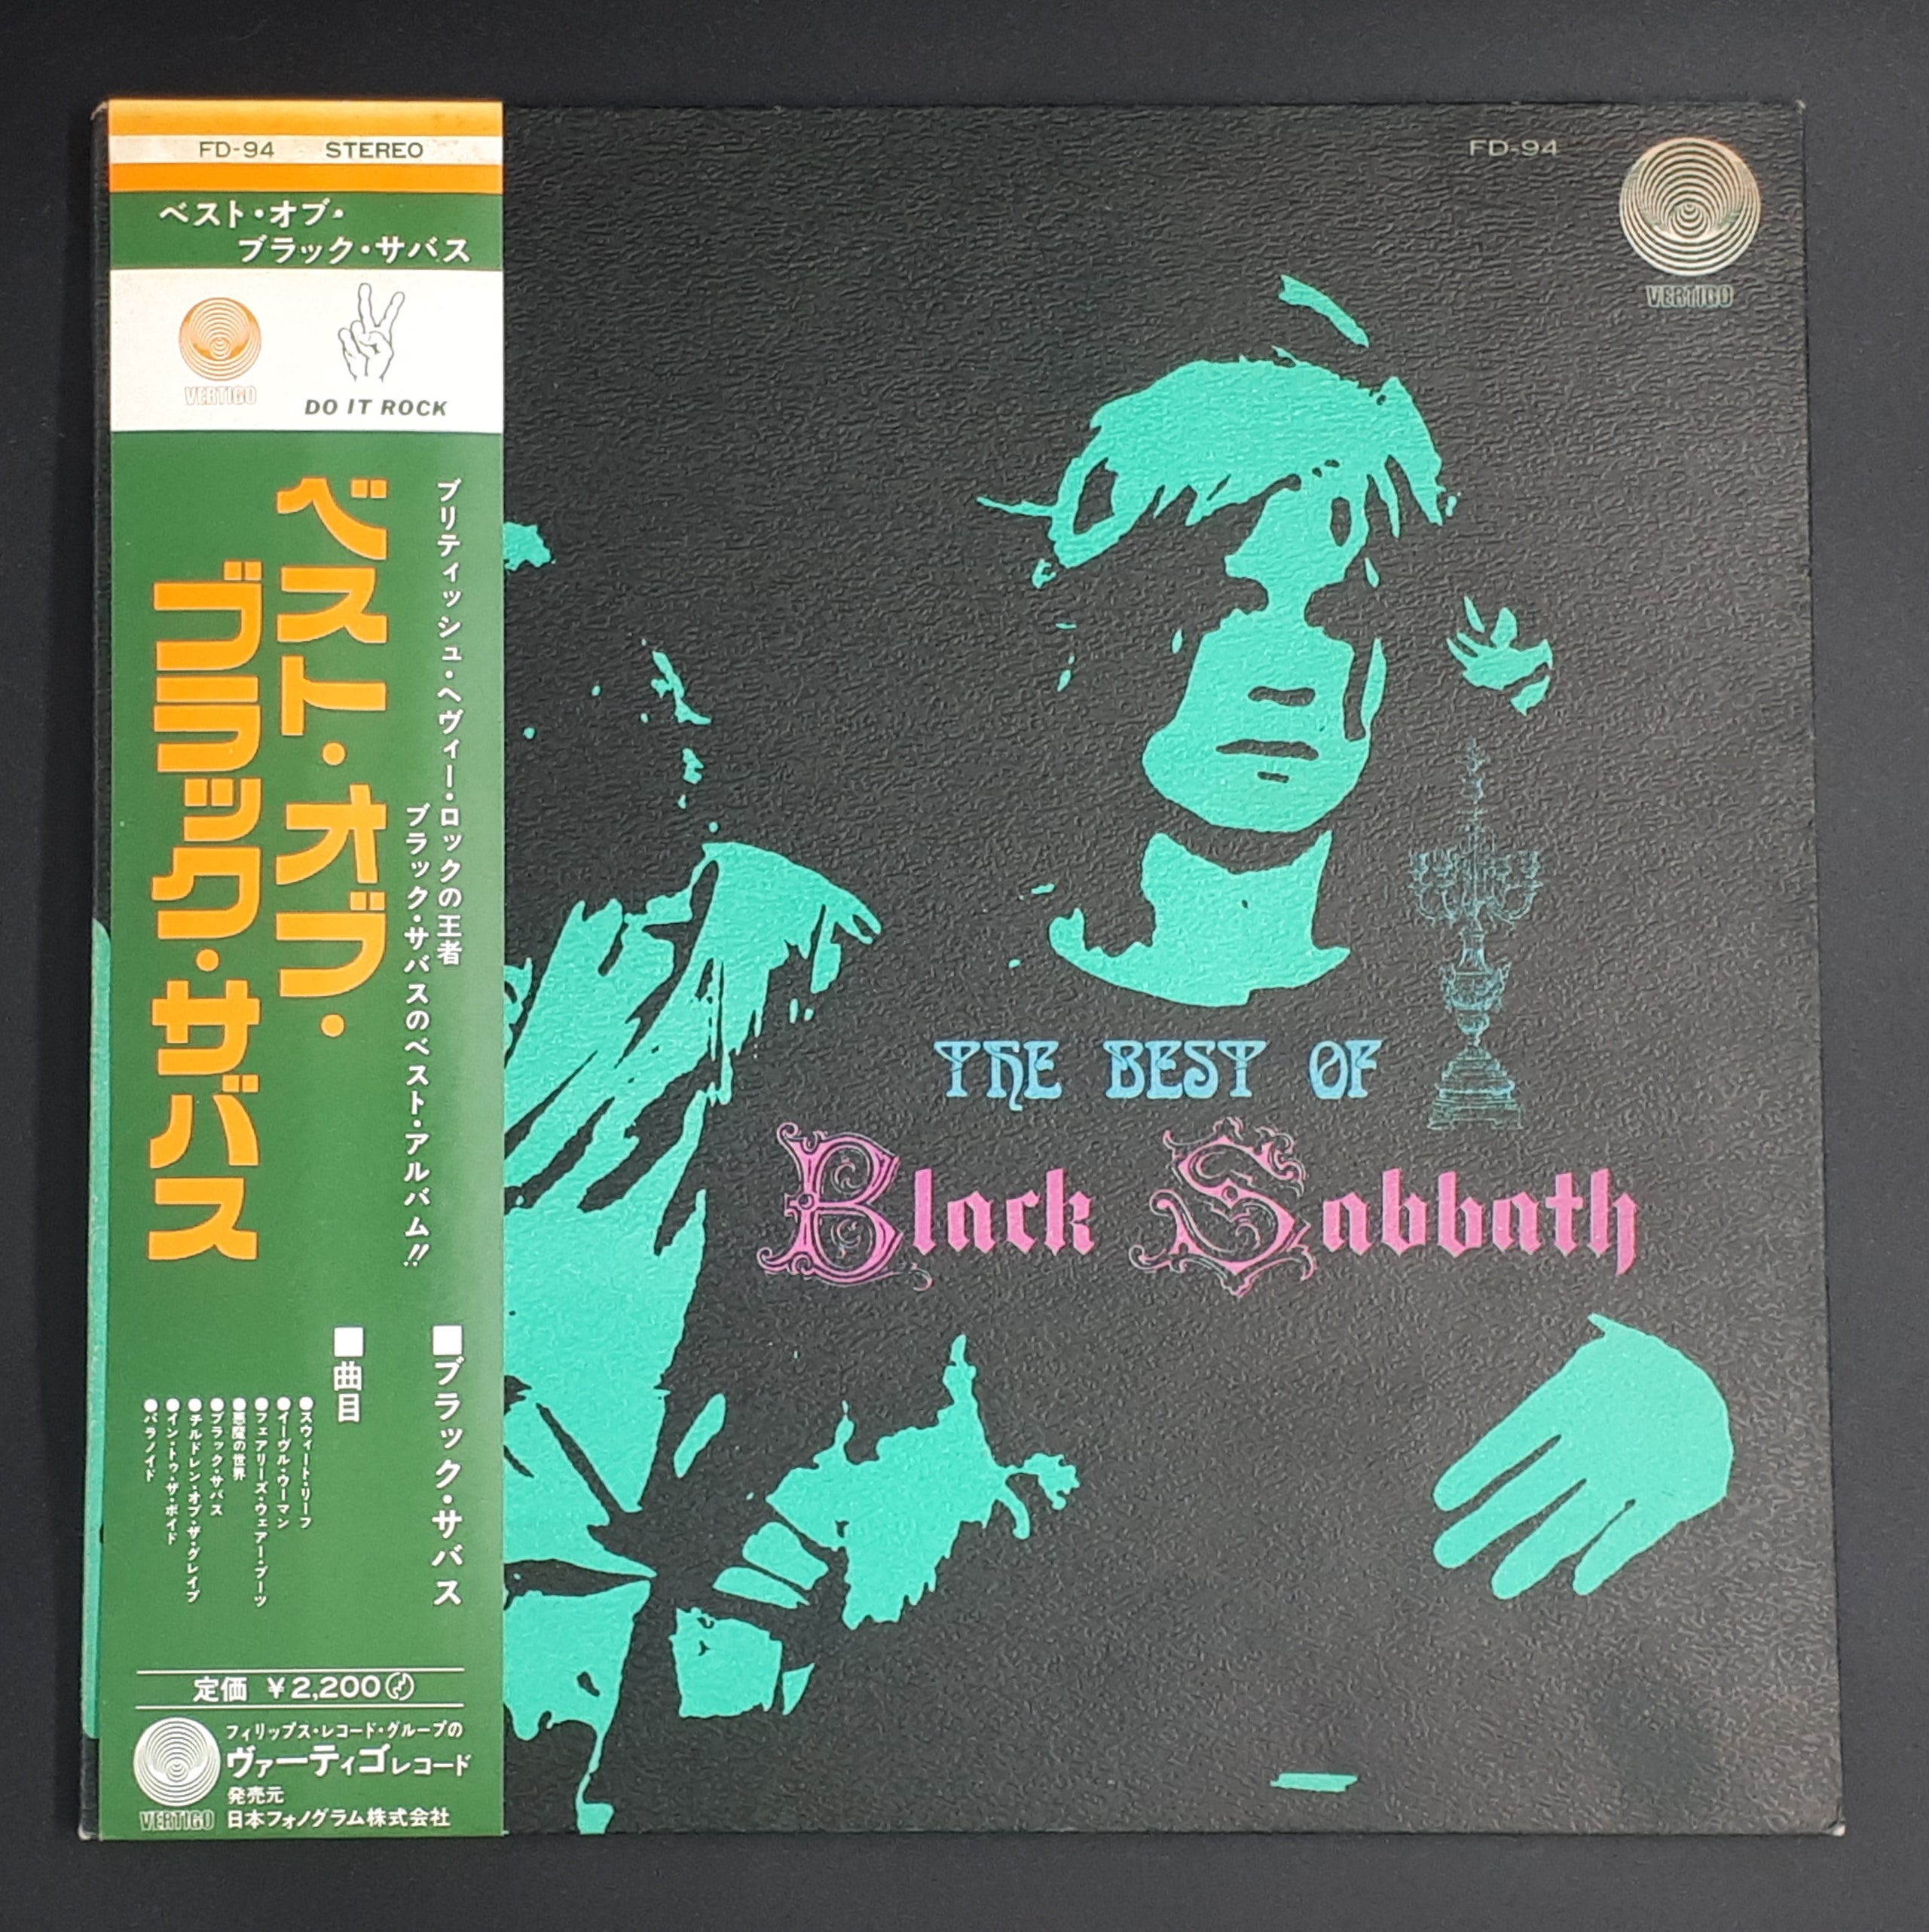 FD-94 STEREO
ベスト・オブ・
ブラック・サバス
VERTIGO
DO IT ROCK
ブリティッシュ・ヘヴィー・ロックの王者
ブラック・サバスのベスト・アルバム!!
ベスト・オブ・
ブラック・サバス
■ブラック・サバス
■曲目
●スウィート・リーフ
●イーヴル・ウーマン
●フェアリーズ・ウェアー・ブーツ
●悪魔の世界
●ブラック・サバス
●チルドレン・オブ・ザ・グレイブ
●イン・トゥ・ザ・ボイド
●パラノイド
定価 ¥2,200
フィリップス・レコード・グループの
ヴァーティゴレコード
発売元
日本フォノグラム株式会社
VERTIGO
FD-94
VERTIGO
THE BEST OF
Black Sabbath